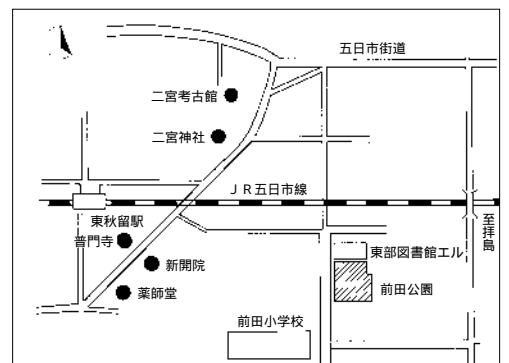 五日市街道
二宮考古館
二宮神社
JR五日市線
東秋留駅
至拝島
普門寺
東部図書館エル
新開院
前田公園
薬師堂
前田小学校